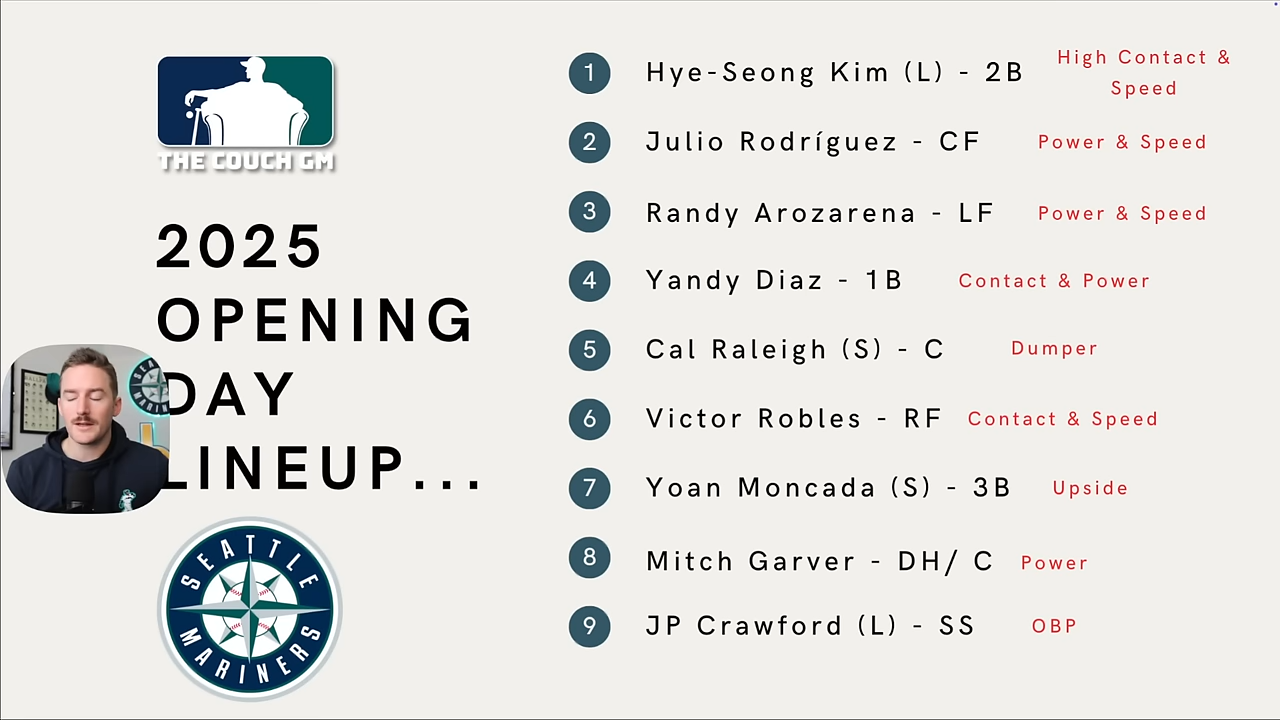 THE COUCH GM
2025
OPENING
DAY
LINEUP...
SEATTLE
MARINERS
1 Hye-Seong Kim (L) - 2B High Contact &
Speed
2 Julio Rodríguez - CF Power & Speed
3 Randy Arozarena - LF Power & Speed
4 Yandy Diaz - 1B Contact & Power
5 Cal Raleigh (S) - C Dumper
6 Victor Robles - RF Contact & Speed
7 Yoan Moncada (S) - 3B Upside
8 Mitch Garver - DH/ C Power
9 JP Crawford (L) - SS OBP